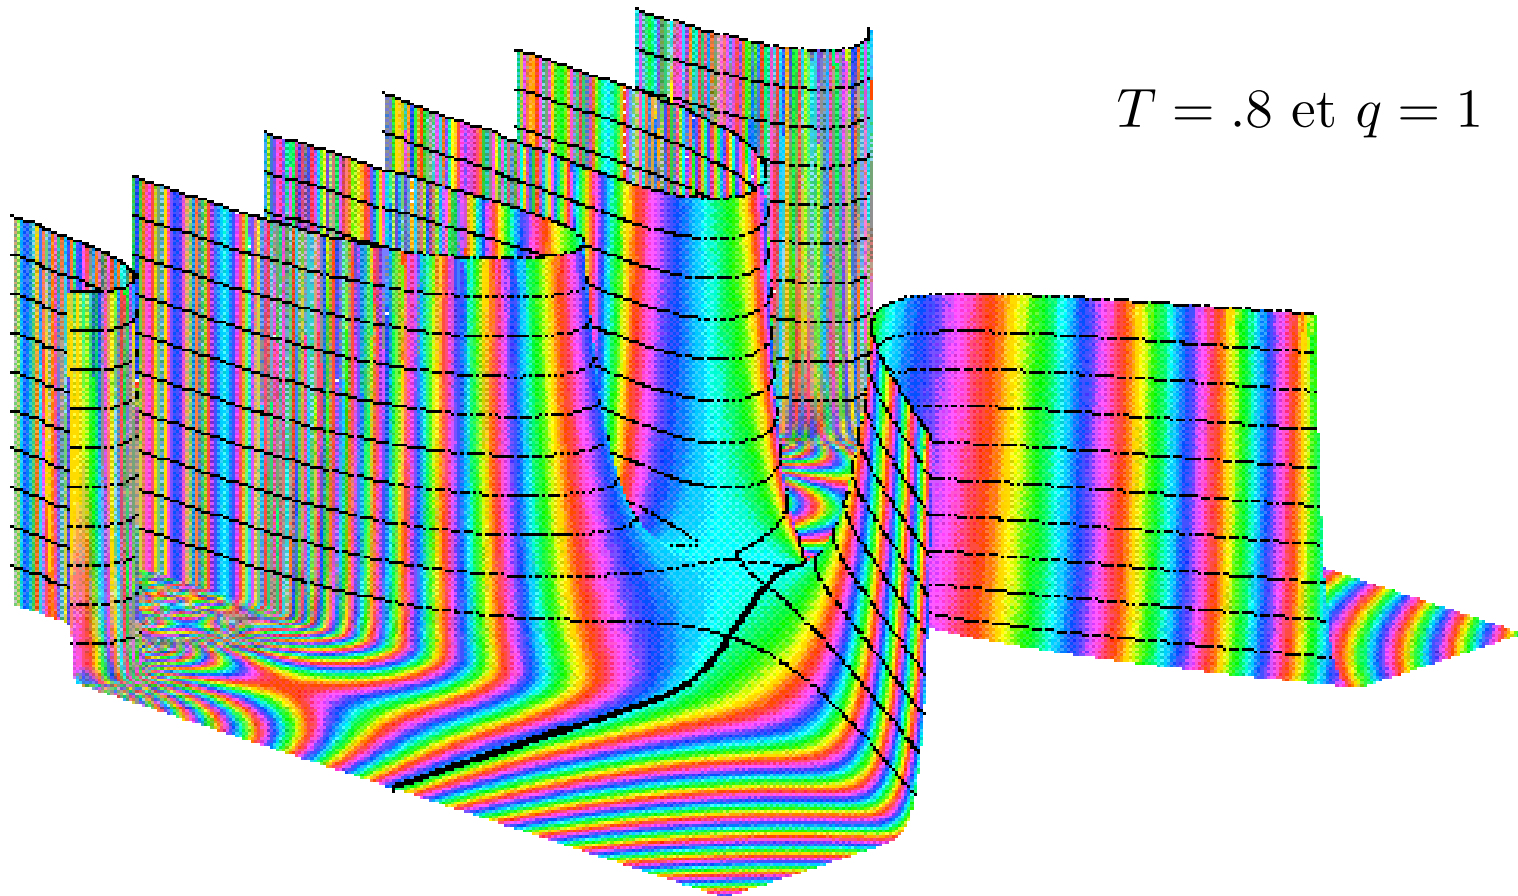 T = .8 et q = 1